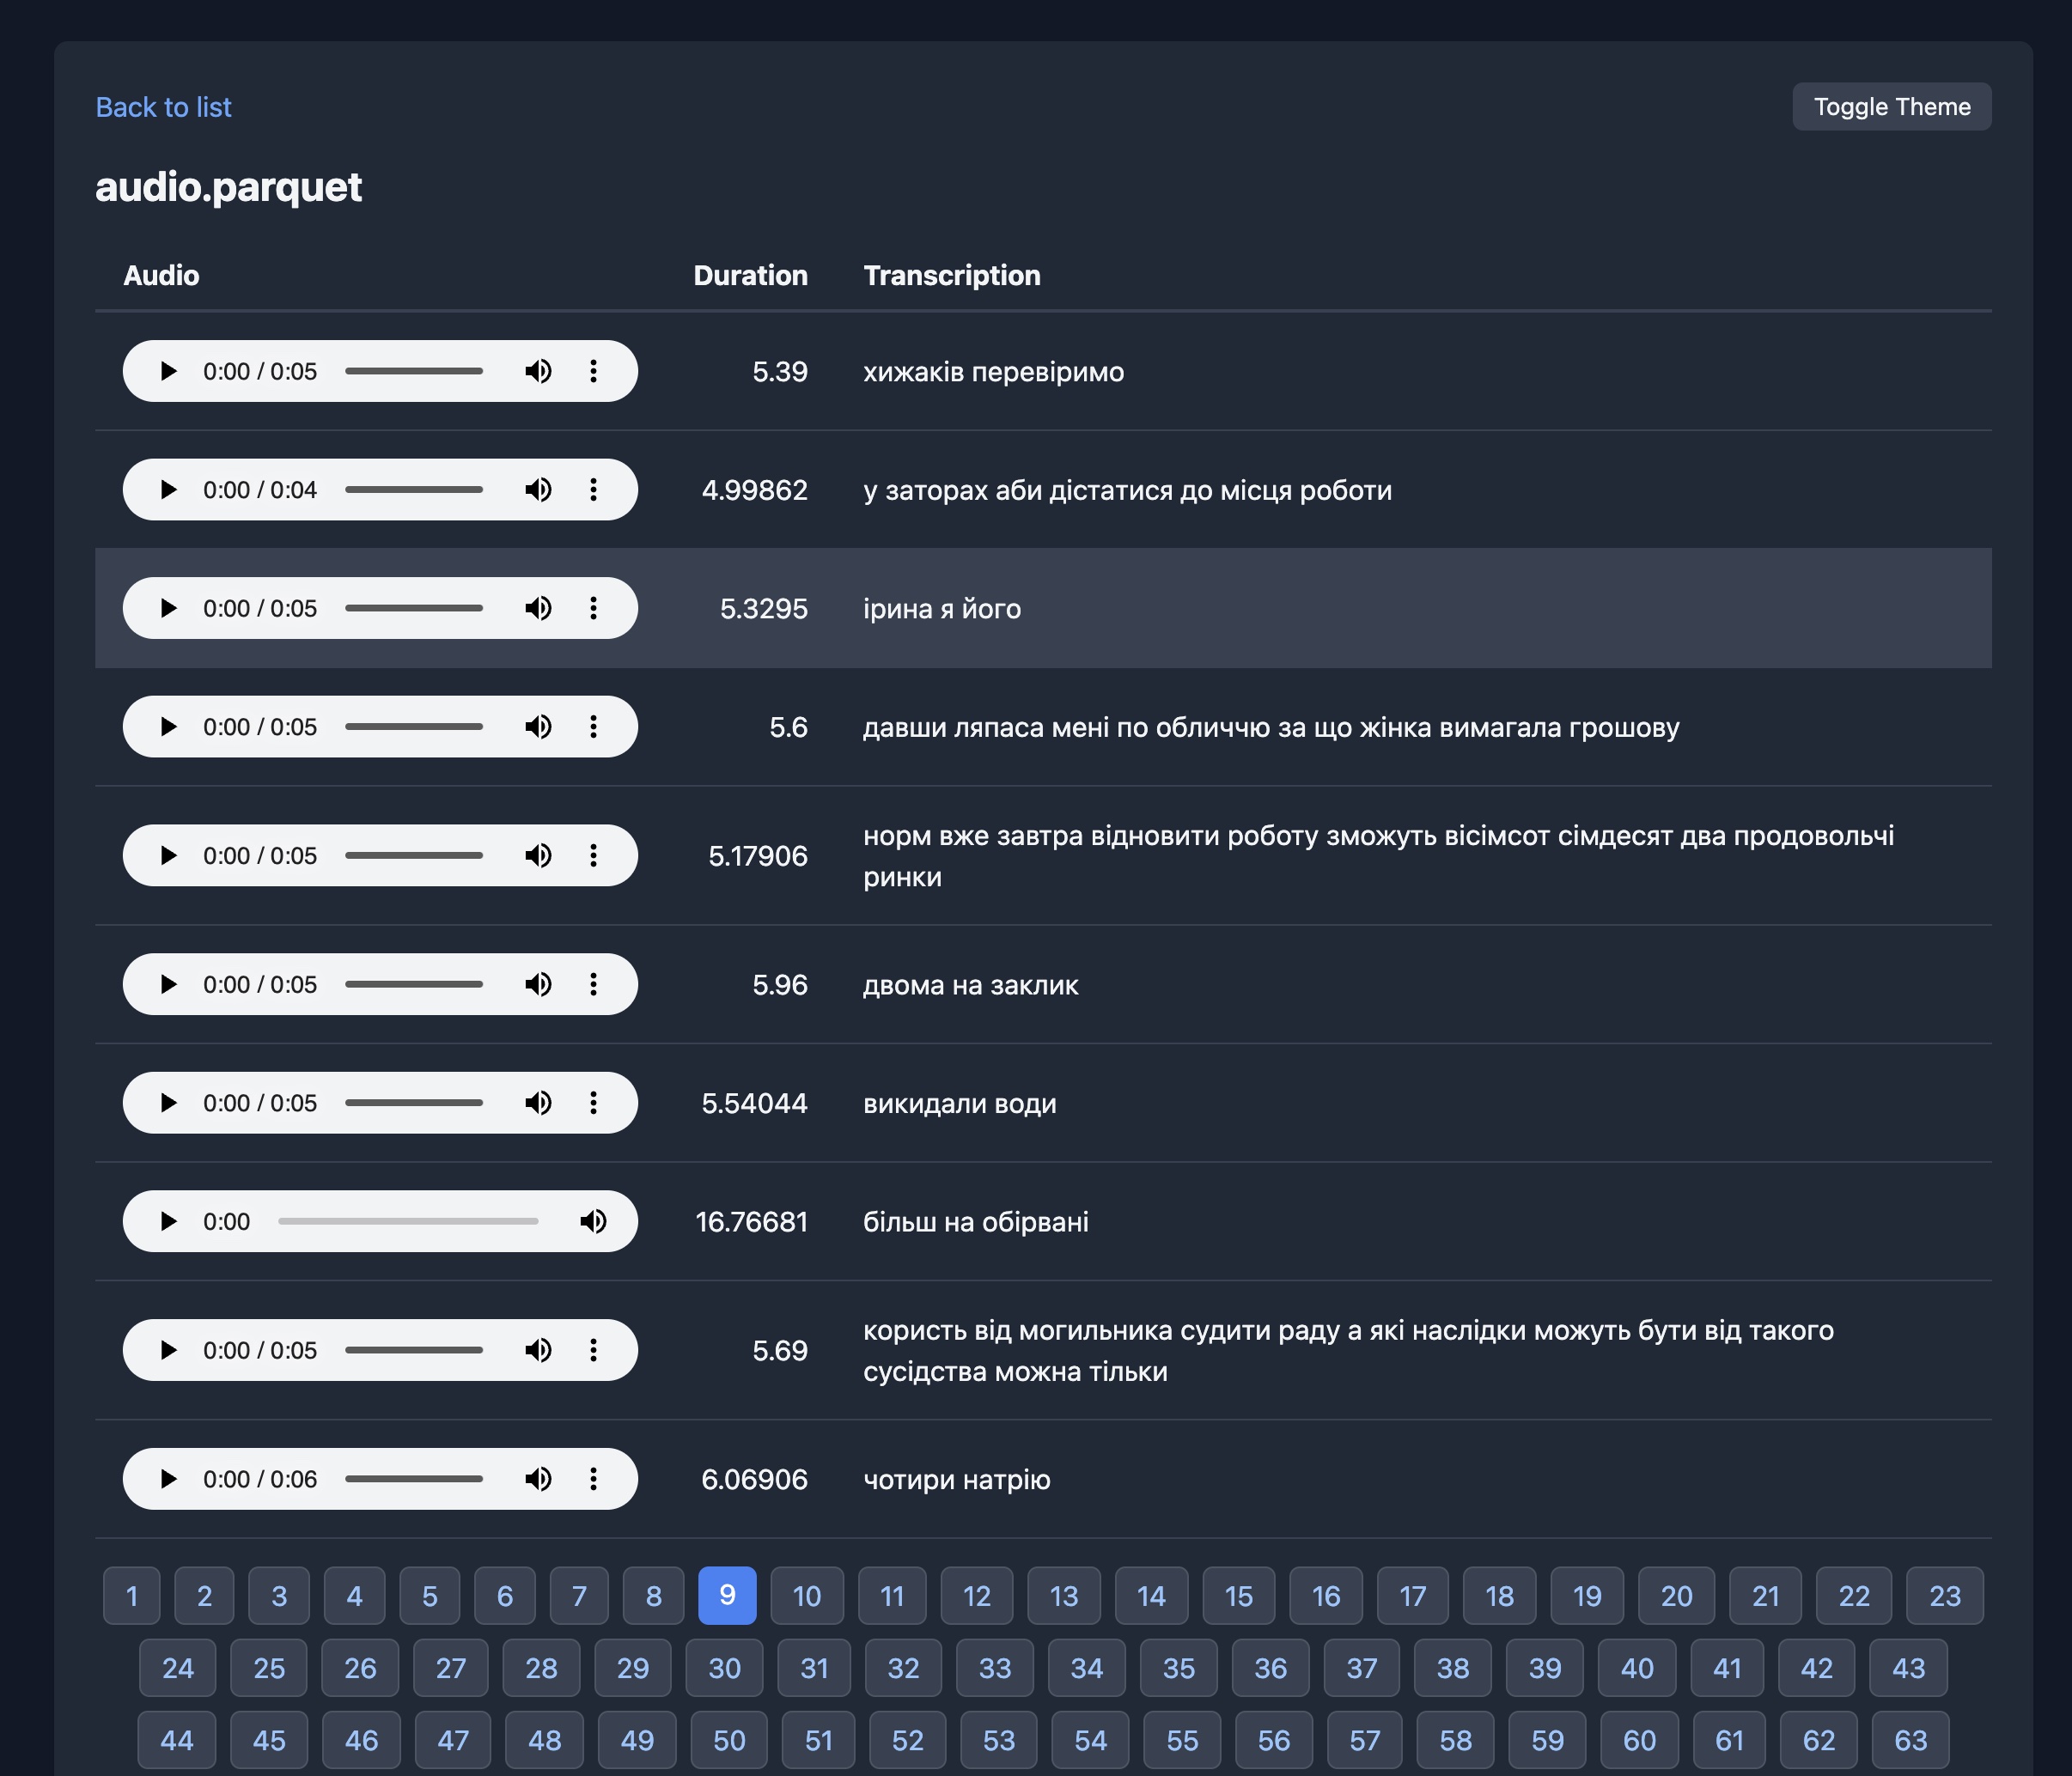 Back to list
Toggle Theme
audio.parquet
Audio Duration Transcription
0:00 / 0:05 5.39 хижаків перевіримо
0:00 / 0:04 4.99862 у заторах аби дістатися до місця роботи
0:00 / 0:05 5.3295 ірина я його
0:00 / 0:05 5.6 давши ляпаса мені по обличчю за що жінка вимагала грошову
0:00 / 0:05 5.17906 норм вже завтра відновити роботу зможуть вісімсот сімдесят два продовольчі
ринки
0:00 / 0:05 5.96 двома на заклик
0:00 / 0:05 5.54044 викидали води
0:00 16.76681 більш на обірвані
0:00 / 0:05 5.69 користь від могильника судити раду а які наслідки можуть бути від такого
сусідства можна тільки
0:00 / 0:06 6.06906 чотири натрію
1 2 3 4 5 6 7 8 9 10 11 12 13 14 15 16 17 18 19 20 21 22 23
24 25 26 27 28 29 30 31 32 33 34 35 36 37 38 39 40 41 42 43
44 45 46 47 48 49 50 51 52 53 54 55 56 57 58 59 60 61 62 63